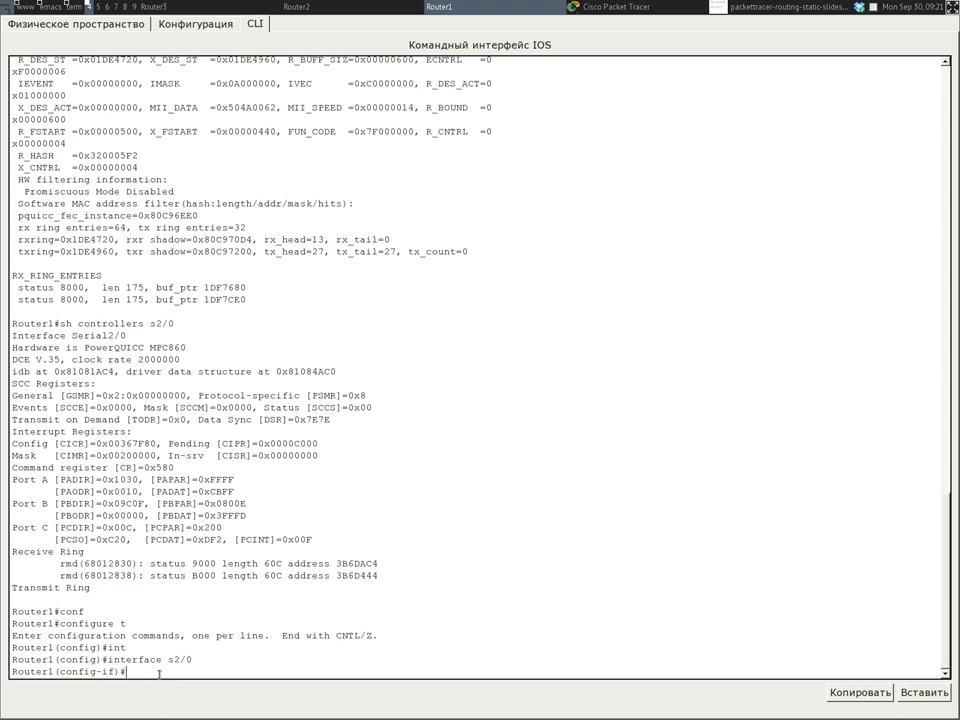 www emacs term 4 5 6 7 8 9 Router3 Router2 Router1 Cisco Packet Tracer packettracer-routing-static-slides... Mon Sep 30, 09:21
Физическое пространство Конфигурация CLI
Командный интерфейс IOS
R_DES_ST =0x01DE4720, X_DES_ST =0x01DE4960, R_BUFF_SIZ=0x00000600, ECNTRL =0
xF0000006
IEVENT =0x00000000, IMASK =0x0A000000, IVEC =0xC0000000, R_DES_ACT=0
x01000000
X_DES_ACT=0x00000000, MII_DATA =0x504A0062, MII_SPEED =0x00000014, R_BOUND =0
x00000600
R_FSTART =0x00000500, X_FSTART =0x00000440, FUN_CODE =0x7F000000, R_CNTRL =0
x00000004
R_HASH =0x320005F2
X_CNTRL =0x00000004
HW filtering information:
Promiscuous Mode Disabled
Software MAC address filter(hash:length/addr/mask/hits):
pquicc_fec_instance=0x80C96EE0
rx ring entries=64, tx ring entries=32
rxring=0x1DE4720, rxr shadow=0x80C970D4, rx_head=13, rx_tail=0
txring=0x1DE4960, txr shadow=0x80C97200, tx_head=27, tx_tail=27, tx_count=0
RX_RING_ENTRIES
status 8000, len 175, buf_ptr 1DF7680
status 8000, len 175, buf_ptr 1DF7CE0
Router1#sh controllers s2/0
Interface Serial2/0
Hardware is PowerQUICC MPC860
DCE V.35, clock rate 2000000
idb at 0x81081AC4, driver data structure at 0x81084AC0
SCC Registers:
General [GSMR]=0x2:0x00000000, Protocol-specific [PSMR]=0x8
Events [SCCE]=0x0000, Mask [SCCM]=0x0000, Status [SCCS]=0x00
Transmit on Demand [TODR]=0x0, Data Sync [DSR]=0x7E7E
Interrupt Registers:
Config [CICR]=0x00367F80, Pending [CIPR]=0x0000C000
Mask [CIMR]=0x00200000, In-srv [CISR]=0x00000000
Command register [CR]=0x580
Port A [PADIR]=0x1030, [PAPAR]=0xFFFF
[PAODR]=0x0010, [PADAT]=0xCBFF
Port B [PBDIR]=0x09C0F, [PBPAR]=0x0800E
[PBODR]=0x00000, [PBDAT]=0x3FFFD
Port C [PCDIR]=0x00C, [PCPAR]=0x200
[PCSO]=0xC20, [PCDAT]=0xDF2, [PCINT]=0x00F
Receive Ring
rmd(68012830): status 9000 length 60C address 3B6DAC4
rmd(68012838): status B000 length 60C address 3B6D444
Transmit Ring
Router1#conf
Router1#configure t
Enter configuration commands, one per line. End with CNTL/Z.
Router1(config)#int
Router1(config)#interface s2/0
Router1(config-if)#
Копировать Вставить